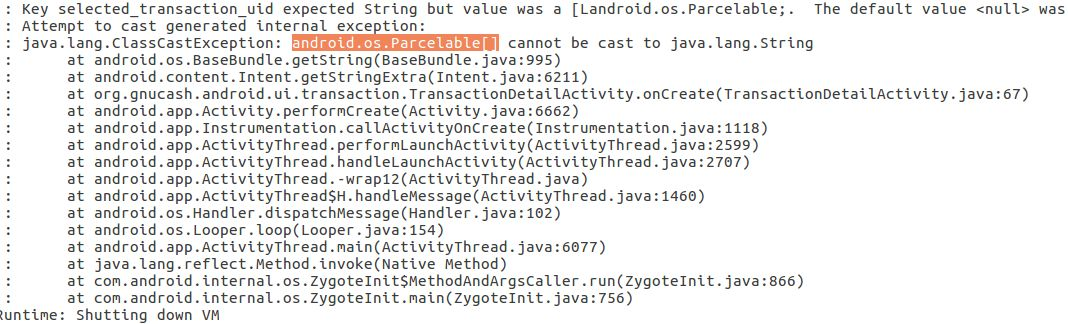 : Key selected_transaction_uid expected String but value was a [Landroid.os.Parcelable;.  The default value <null> was
: Attempt to cast generated internal exception:
: java.lang.ClassCastException: android.os.Parcelable[] cannot be cast to java.lang.String
:      at android.os.BaseBundle.getString(BaseBundle.java:995)
:      at android.content.Intent.getStringExtra(Intent.java:6211)
:      at org.gnucash.android.ui.transaction.TransactionDetailActivity.onCreate(TransactionDetailActivity.java:67)
:      at android.app.Activity.performCreate(Activity.java:6662)
:      at android.app.Instrumentation.callActivityOnCreate(Instrumentation.java:1118)
:      at android.app.ActivityThread.performLaunchActivity(ActivityThread.java:2599)
:      at android.app.ActivityThread.handleLaunchActivity(ActivityThread.java:2707)
:      at android.app.ActivityThread.-wrap12(ActivityThread.java)
:      at android.app.ActivityThread$H.handleMessage(ActivityThread.java:1460)
:      at android.os.Handler.dispatchMessage(Handler.java:102)
:      at android.os.Looper.loop(Looper.java:154)
:      at android.app.ActivityThread.main(ActivityThread.java:6077)
:      at java.lang.reflect.Method.invoke(Native Method)
:      at com.android.internal.os.ZygoteInit$MethodAndArgsCaller.run(ZygoteInit.java:866)
:      at com.android.internal.os.ZygoteInit.main(ZygoteInit.java:756)
Runtime: Shutting down VM